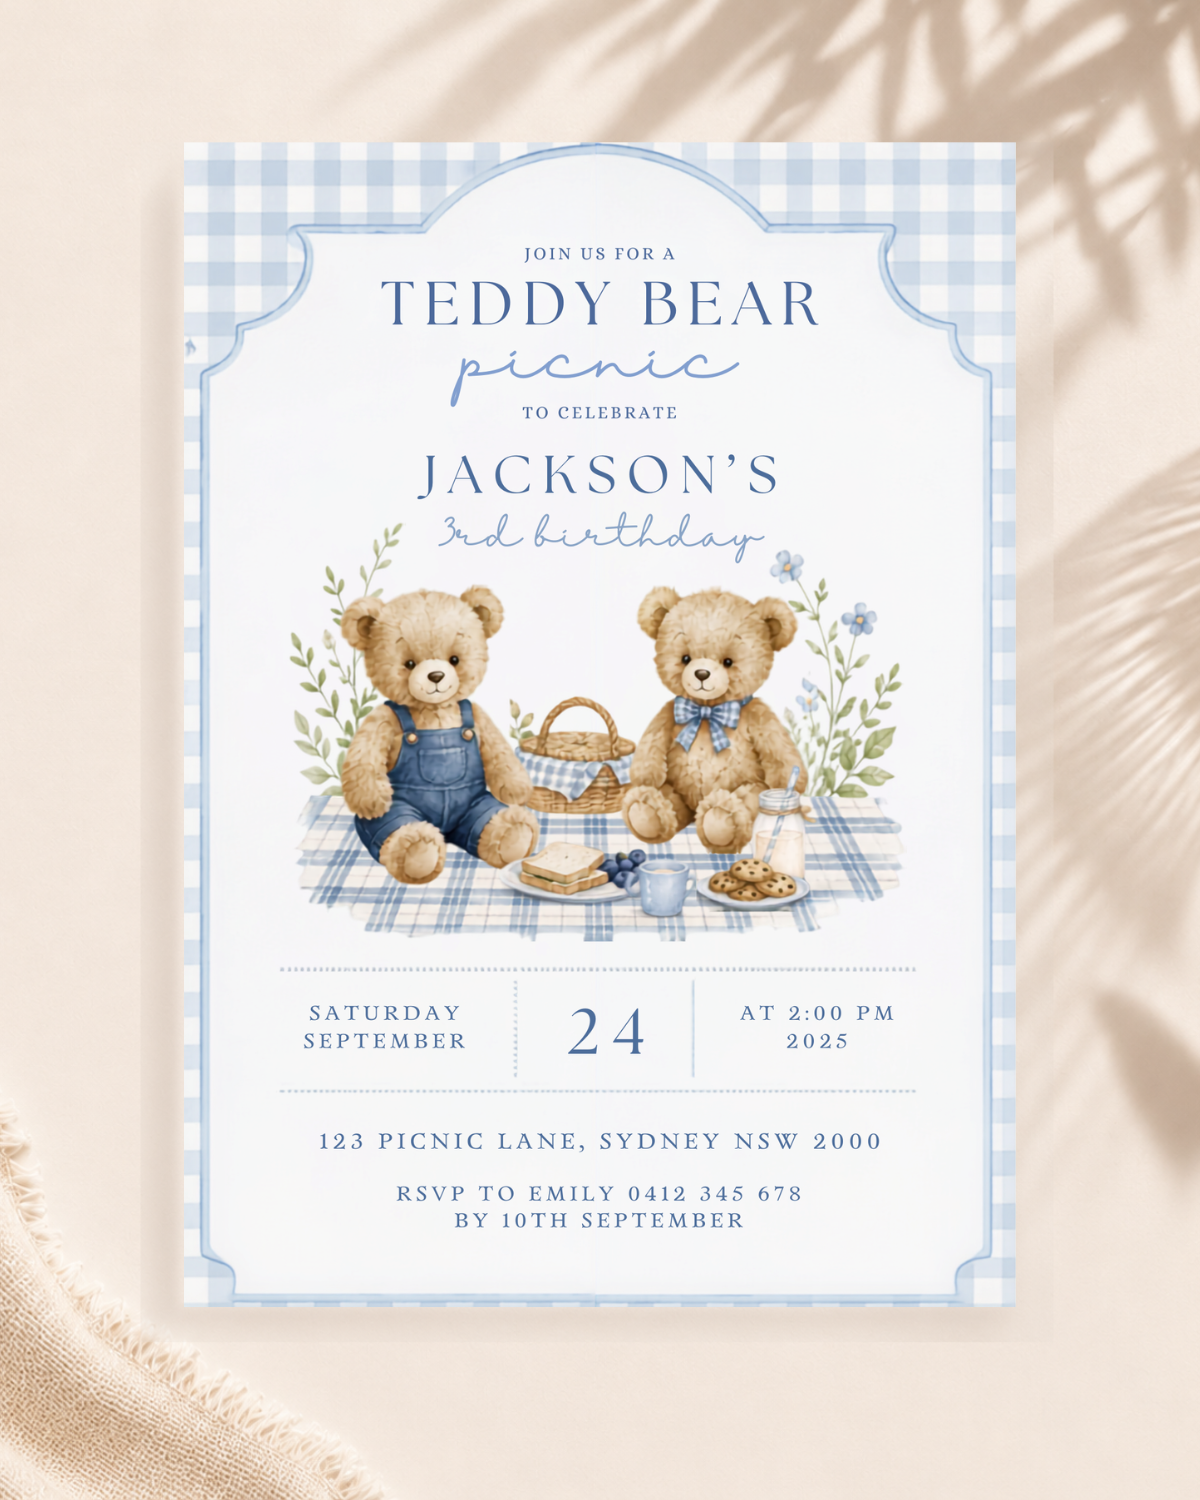 JOIN US FOR A
TEDDY BEAR
picnic
TO CELEBRATE
JACKSON’S
3rd birthday
SATURDAY
SEPTEMBER
24
AT 2:00 PM
2025
123 PICNIC LANE, SYDNEY NSW 2000
RSVP TO EMILY 0412 345 678
BY 10TH SEPTEMBER